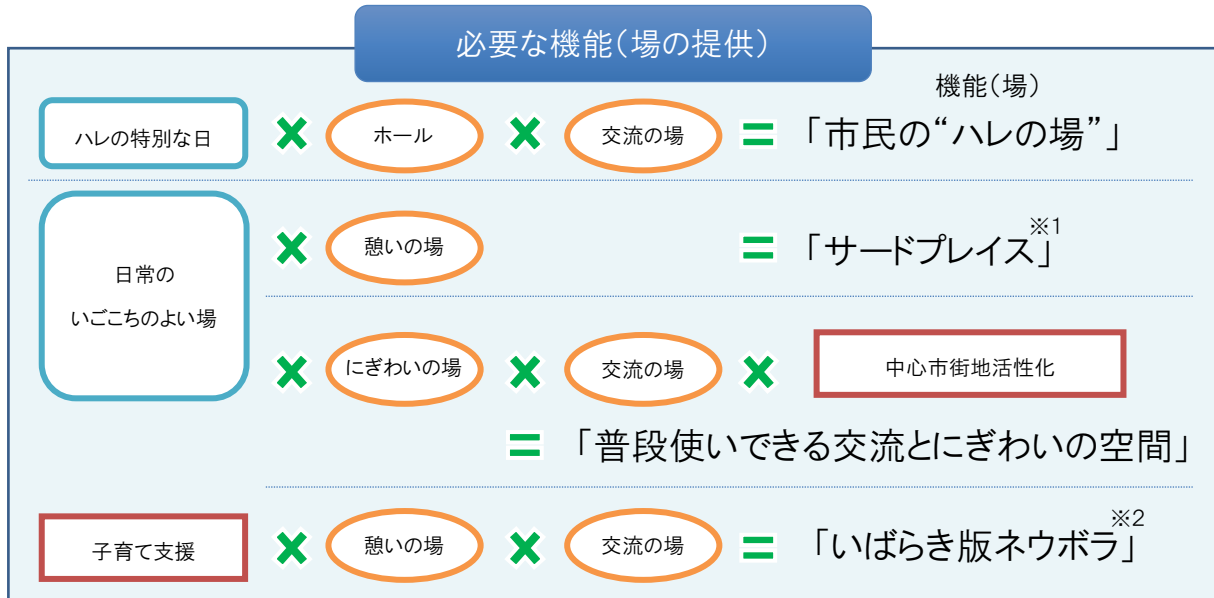 必要な機能(場の提供)
機能(場)
ハレの特別な日 × ホール × 交流の場 = 「市民の“ハレの場”」
日常の
いごこちのよい場
× 憩いの場 = 「サードプレイス」※1
× にぎわいの場 × 交流の場 × 中心市街地活性化
= 「普段使いできる交流とにぎわいの空間」
子育て支援 × 憩いの場 × 交流の場 = 「いばらき版ネウボラ」※2